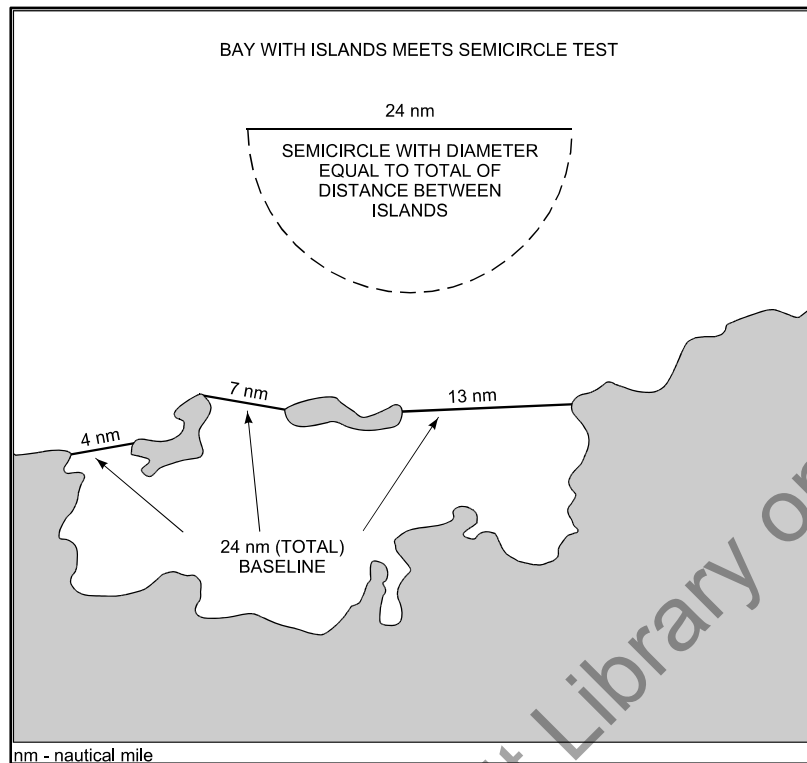 BAY WITH ISLANDS MEETS SEMICIRCLE TEST
24 nm
SEMICIRCLE WITH DIAMETER
EQUAL TO TOTAL OF
DISTANCE BETWEEN
ISLANDS
7 nm
13 nm
4 nm
24 nm (TOTAL)
BASELINE
nm - nautical mile
Library